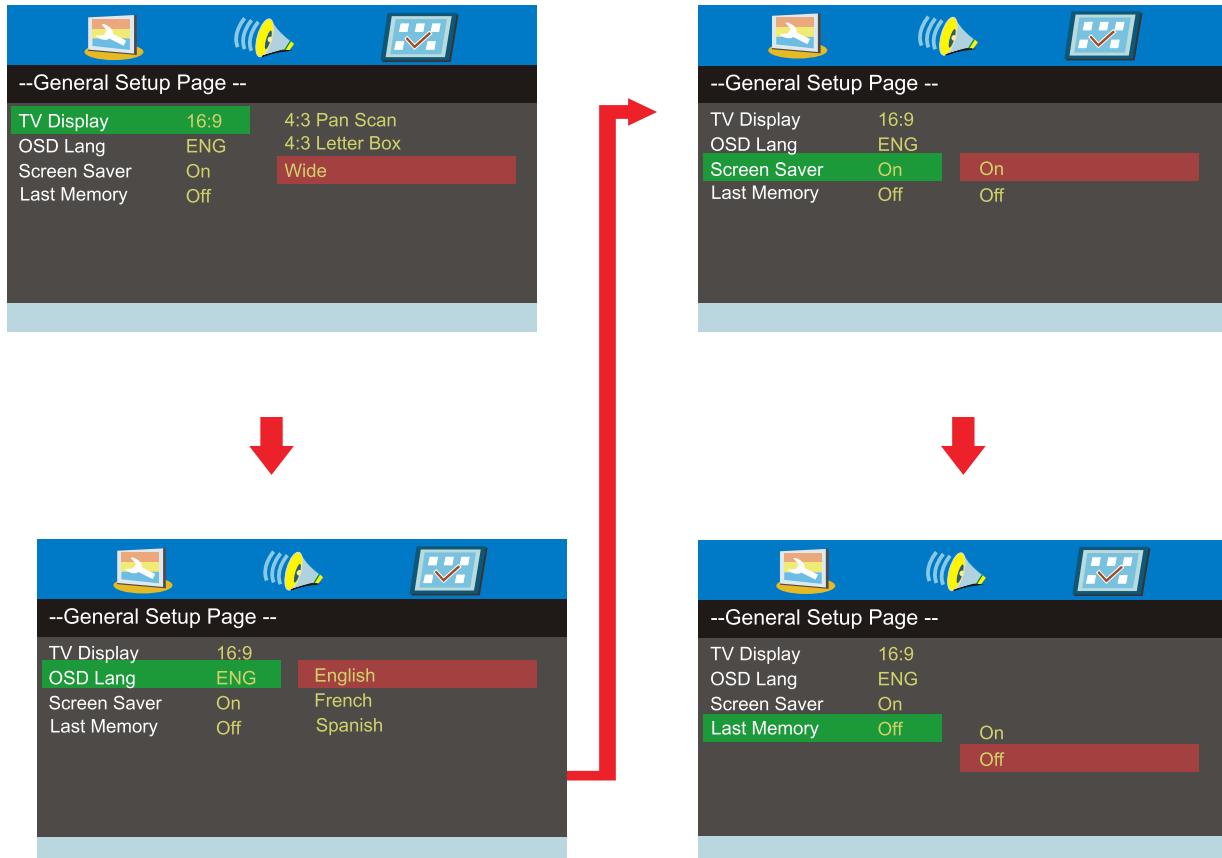 --General Setup Page --
TV Display 16:9 4:3 Pan Scan
OSD Lang ENG 4:3 Letter Box
Screen Saver On Wide
Last Memory Off
--General Setup Page --
TV Display 16:9
OSD Lang ENG English
Screen Saver On French
Last Memory Off Spanish
--General Setup Page --
TV Display 16:9
OSD Lang ENG
Screen Saver On On
Last Memory Off Off
--General Setup Page --
TV Display 16:9
OSD Lang ENG
Screen Saver On
Last Memory Off On
Off